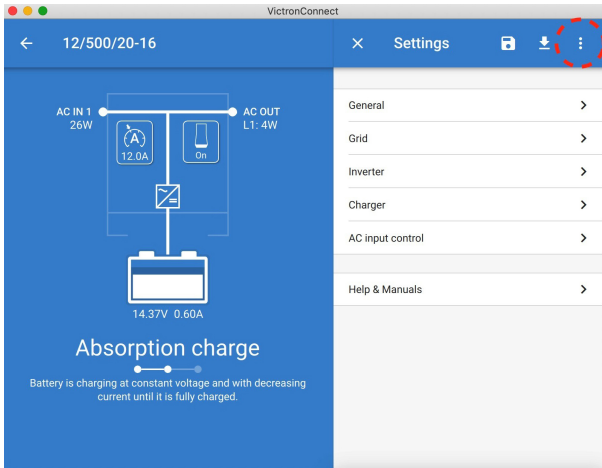 VictronConnect
12/500/20-16
AC IN 1
26W
AC OUT
L1: 4W
A
12.0A
On
14.37V 0.60A
Absorption charge
Battery is charging at constant voltage and with decreasing
current until it is fully charged.
Settings
General
Grid
Inverter
Charger
AC input control
Help & Manuals